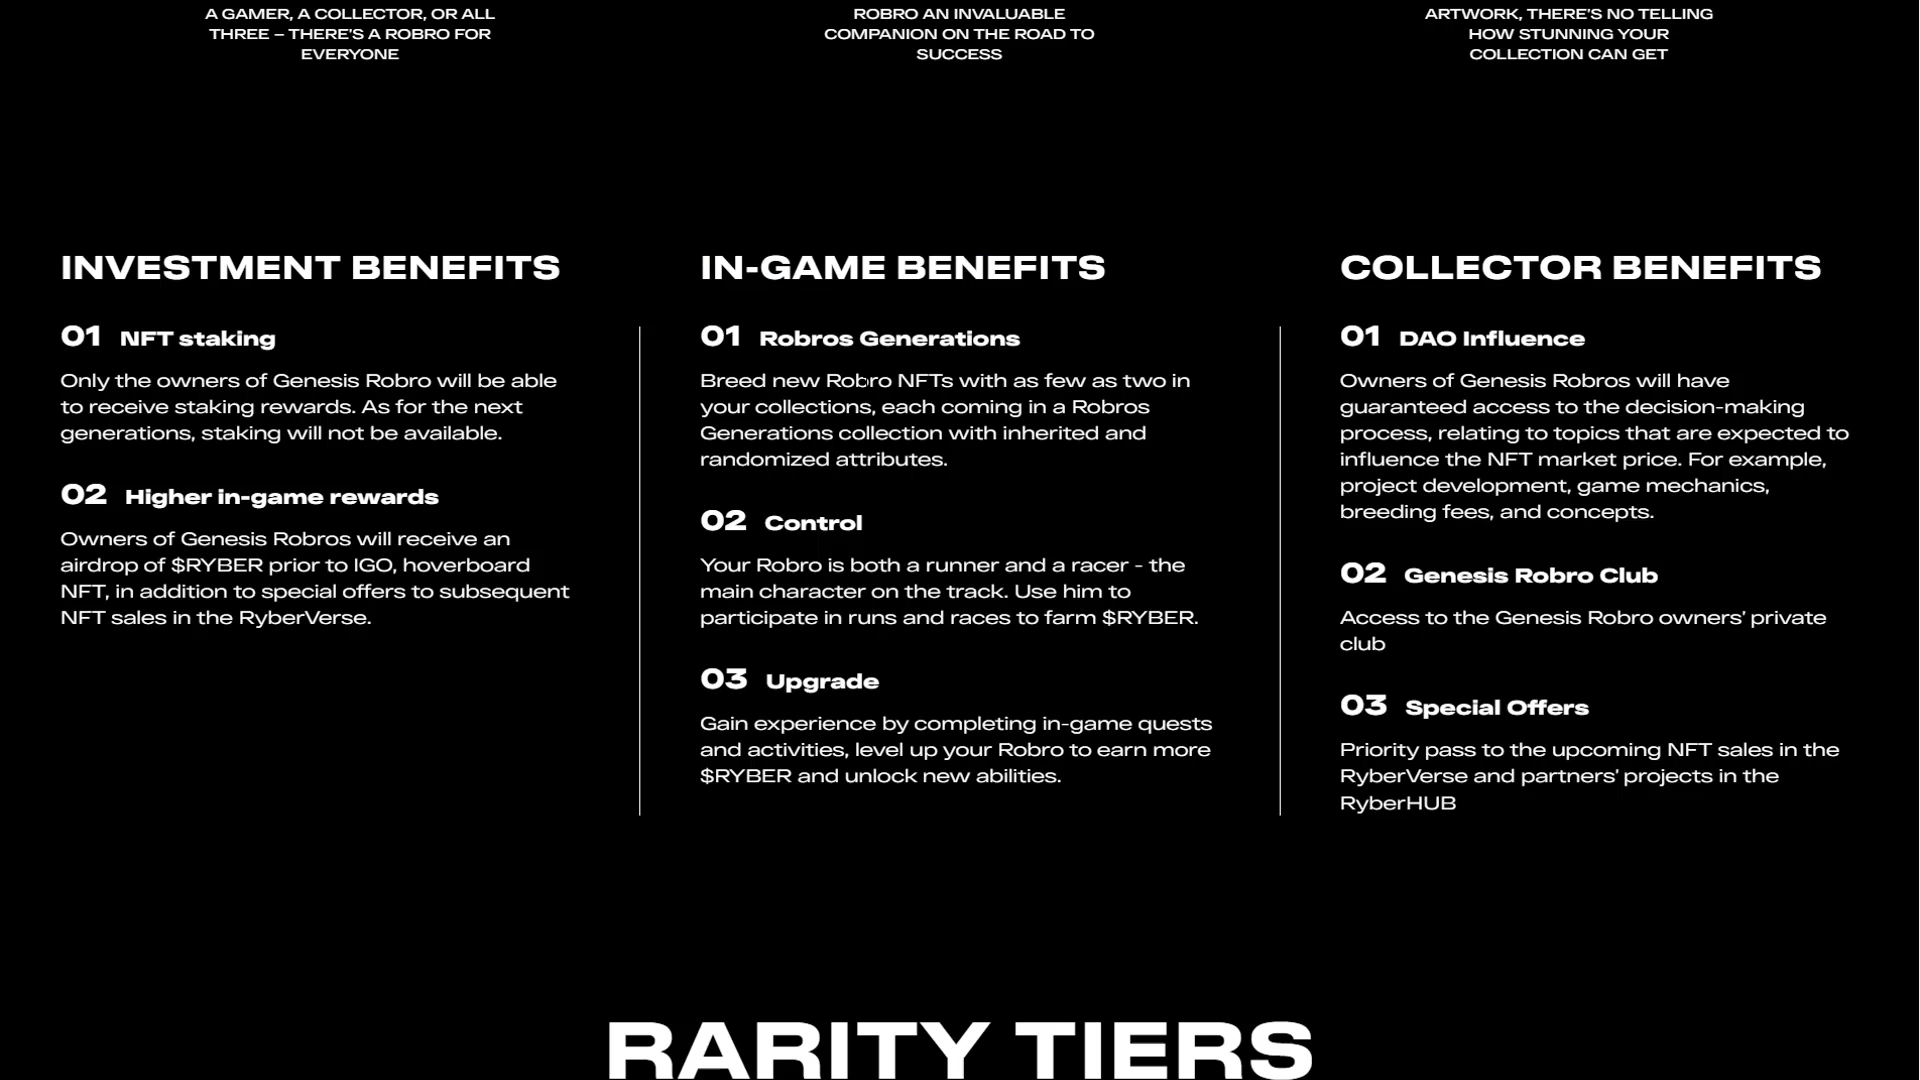 A GAMER, A COLLECTOR, OR ALL
THREE – THERE'S A ROBRO FOR
EVERYONE
ROBRO AN INVALUABLE
COMPANION ON THE ROAD TO
SUCCESS
ARTWORK, THERE'S NO TELLING
HOW STUNNING YOUR
COLLECTION CAN GET
INVESTMENT BENEFITS
01 NFT staking
Only the owners of Genesis Robro will be able
to receive staking rewards. As for the next
generations, staking will not be available.
02 Higher in-game rewards
Owners of Genesis Robros will receive an
airdrop of $RYBER prior to IGO, hoverboard
NFT, in addition to special offers to subsequent
NFT sales in the RyberVerse.
IN-GAME BENEFITS
01 Robros Generations
Breed new Robro NFTs with as few as two in
your collections, each coming in a Robros
Generations collection with inherited and
randomized attributes.
02 Control
Your Robro is both a runner and a racer - the
main character on the track. Use him to
participate in runs and races to farm $RYBER.
03 Upgrade
Gain experience by completing in-game quests
and activities, level up your Robro to earn more
$RYBER and unlock new abilities.
COLLECTOR BENEFITS
01 DAO Influence
Owners of Genesis Robros will have
guaranteed access to the decision-making
process, relating to topics that are expected to
influence the NFT market price. For example,
project development, game mechanics,
breeding fees, and concepts.
02 Genesis Robro Club
Access to the Genesis Robro owners' private
club
03 Special Offers
Priority pass to the upcoming NFT sales in the
RyberVerse and partners' projects in the
RyberHUB
RARITY TIERS